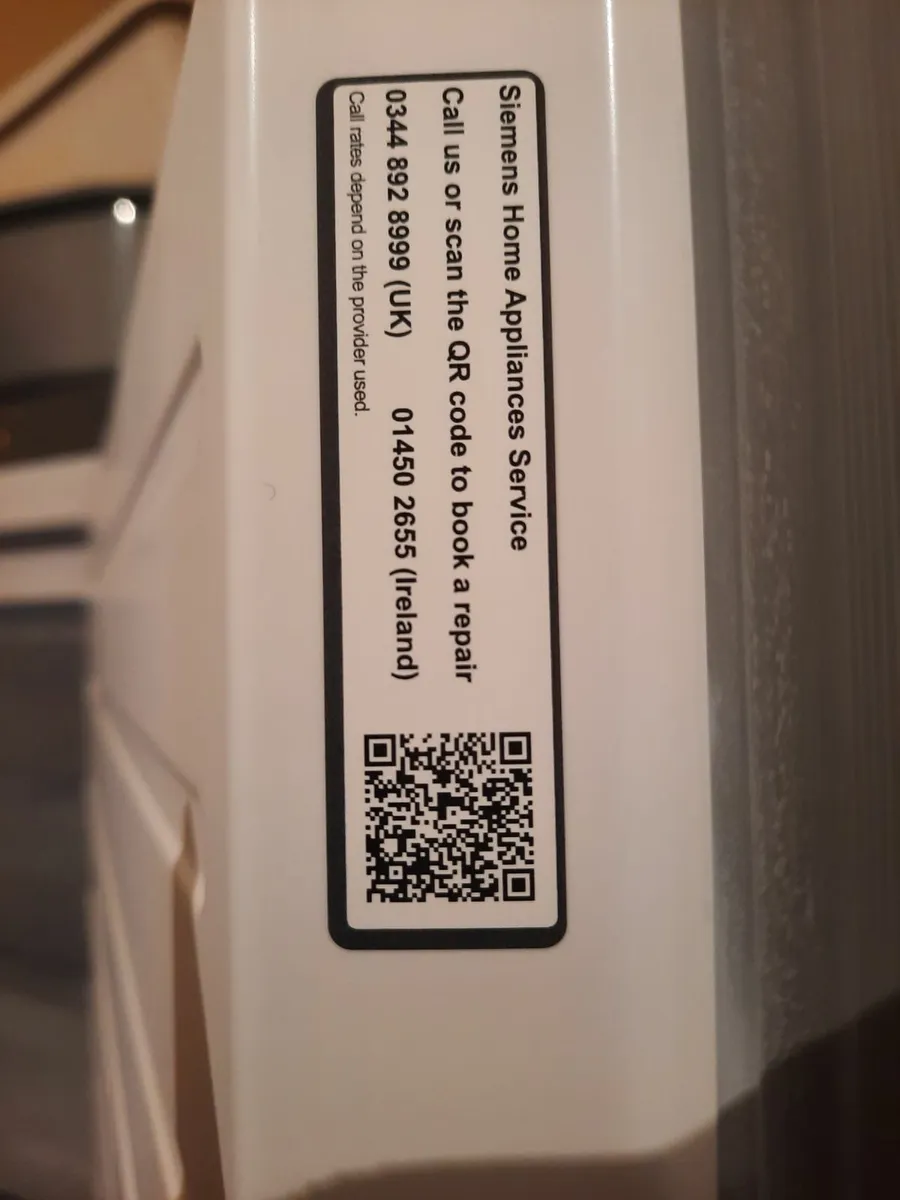 Siemens Home Appliances Service
Call us or scan the QR code to book a repair
0344 892 8999 (UK) 01450 2655 (Ireland)
Call rates depend on the provider used.